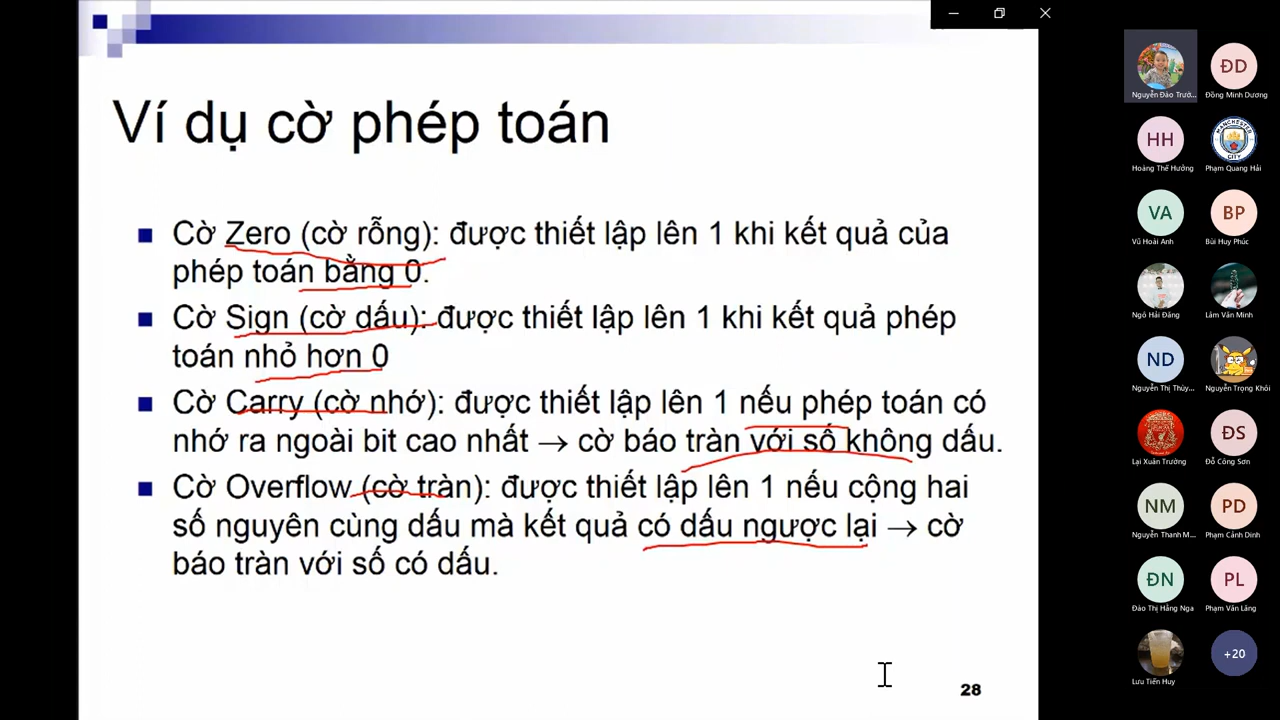 Ví dụ cờ phép toán
Cờ Zero (cờ rỗng): được thiết lập lên 1 khi kết quả của
phép toán bằng 0.
Cờ Sign (cờ dấu): được thiết lập lên 1 khi kết quả phép
toán nhỏ hơn 0
Cờ Carry (cờ nhớ): được thiết lập lên 1 nếu phép toán có
nhớ ra ngoài bit cao nhất → cờ báo tràn với số không dấu.
Cờ Overflow (cờ tràn): được thiết lập lên 1 nếu cộng hai
số nguyên cùng dấu mà kết quả có dấu ngược lại → cờ
báo tràn với số có dấu.
28
Nguyễn Đào Trườ...
ĐD
Đồng Minh Dương
HH
Hoàng Thế Hưởng
MANCHESTER
CITY
Phạm Quang Hải
VA
Vũ Hoài Anh
BP
Bùi Huy Phúc
Ngô Hải Đăng
Lâm Văn Minh
ND
Nguyễn Thị Thùy...
Nguyễn Trọng Khôi
Lại Xuân Trường
ĐS
Đỗ Công Sơn
NM
Nguyễn Thanh M...
PD
Phạm Cảnh Dinh
ĐN
Đào Thị Hằng Nga
PL
Phạm Văn Lăng
Lưu Tiến Huy
+20